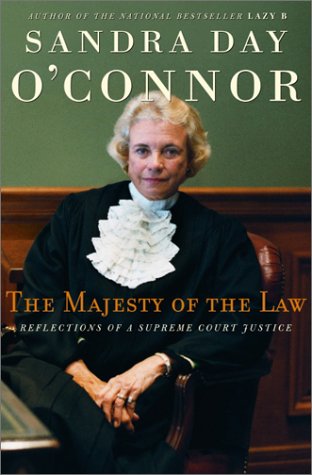 AUTHOR OF THE NATIONAL BESTSELLER LAZY B
SANDRA DAY
O'CONNOR
THE MAJESTY OF THE LAW
REFLECTIONS OF A SUPREME COURT JUSTICE